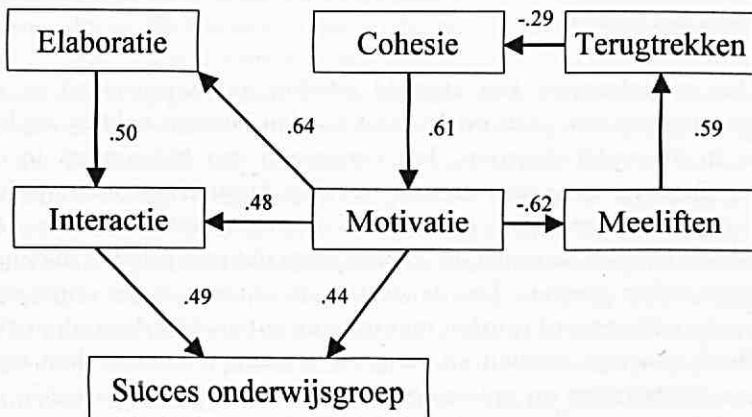 Elaboratie
Cohesie
-.29
Terugtrekken
.50
.64
.61
.59
Interactie
.48
Motivatie
-.62
Meeliften
.49
.44
Succes onderwijsgroep